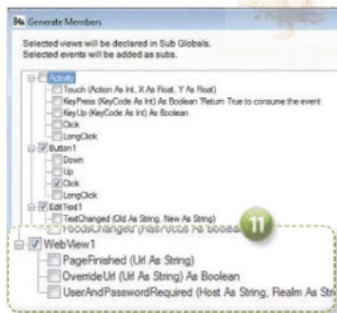 Generate Members
Selected views will be declared in Sub Globals.
Selected events will be added as subs.
Activity
Touch (Action As Int, X As Float, Y As Float)
KeyPress (KeyCode As Int) As Boolean 'Return True to consume the event
KeyUp (KeyCode As Int) As Boolean
Click
LongClick
Button1
Down
Up
Click
LongClick
EditText1
TextChanged (Old As String, New As String)
FocusChanged (HasFocus As Boolean)
11
WebView1
PageFinished (Url As String)
OverrideUrl (Url As String) As Boolean
UserAndPasswordRequired (Host As String, Realm As Str